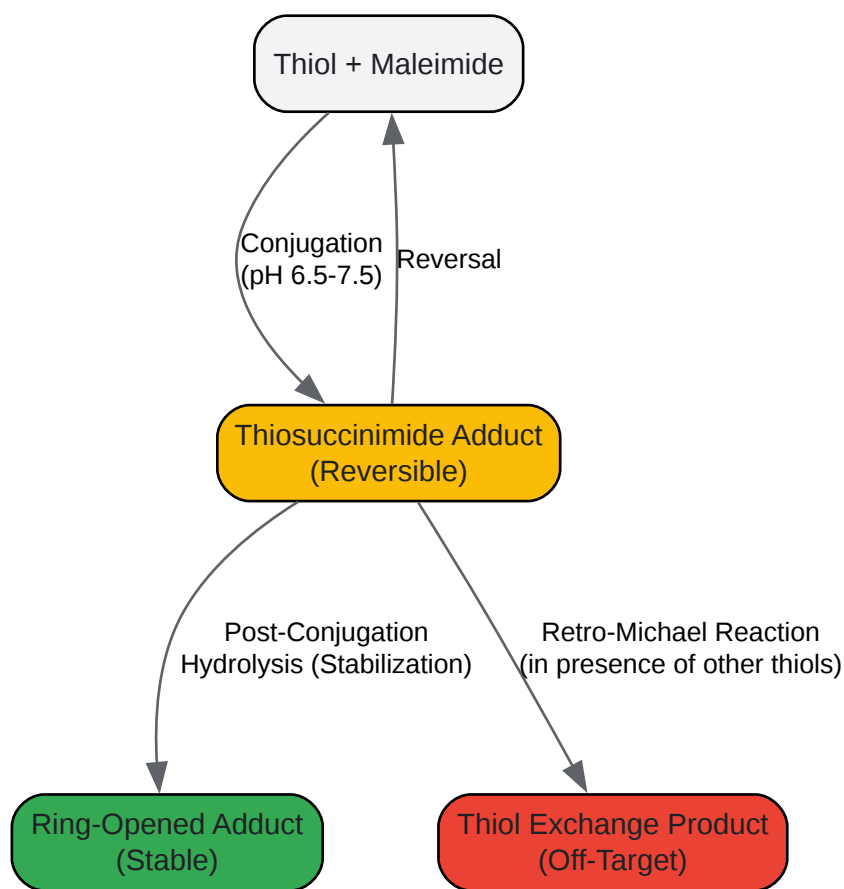 Thiol + Maleimide
Conjugation
(pH 6.5-7.5)
Reversal
Thiosuccinimide Adduct
(Reversible)
Post-Conjugation
Hydrolysis (Stabilization)
Retro-Michael Reaction
(in presence of other thiols)
Ring-Opened Adduct
(Stable)
Thiol Exchange Product
(Off-Target)